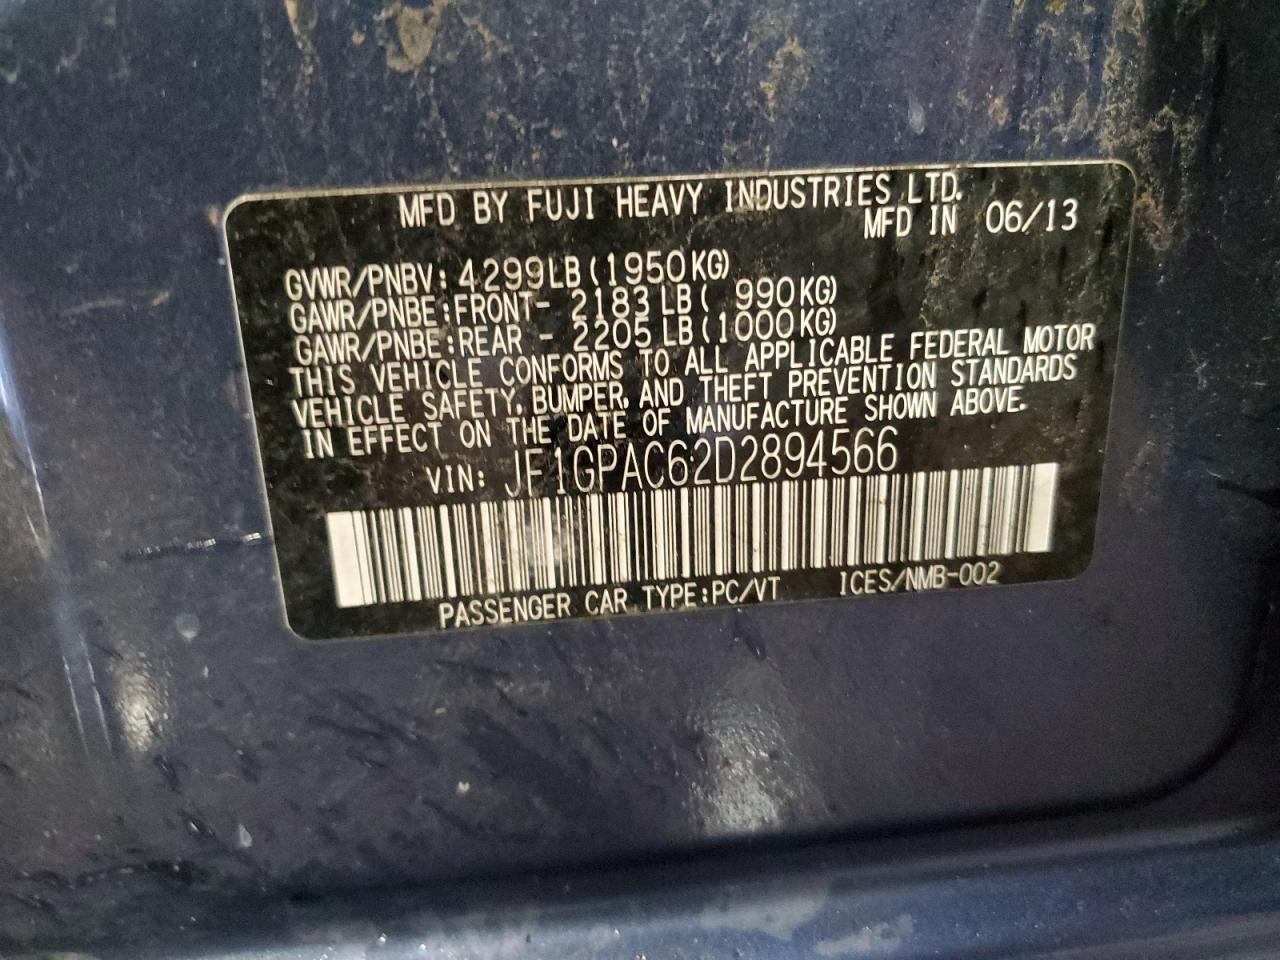 MFD BY FUJI HEAVY INDUSTRIES LTD.
MFD IN 06/13
GVWR/PNBV: 4299LB(1950KG)
GAWR/PNBE:FRONT- 2183LB( 990KG)
GAWR/PNBE:REAR - 2205LB(1000KG)
THIS VEHICLE CONFORMS TO ALL APPLICABLE FEDERAL MOTOR
VEHICLE SAFETY, BUMPER, AND THEFT PREVENTION STANDARDS
IN EFFECT ON THE DATE OF MANUFACTURE SHOWN ABOVE.
VIN: JF1GPAC62D2894566
PASSENGER CAR TYPE:PC/VT ICES/NMB-002